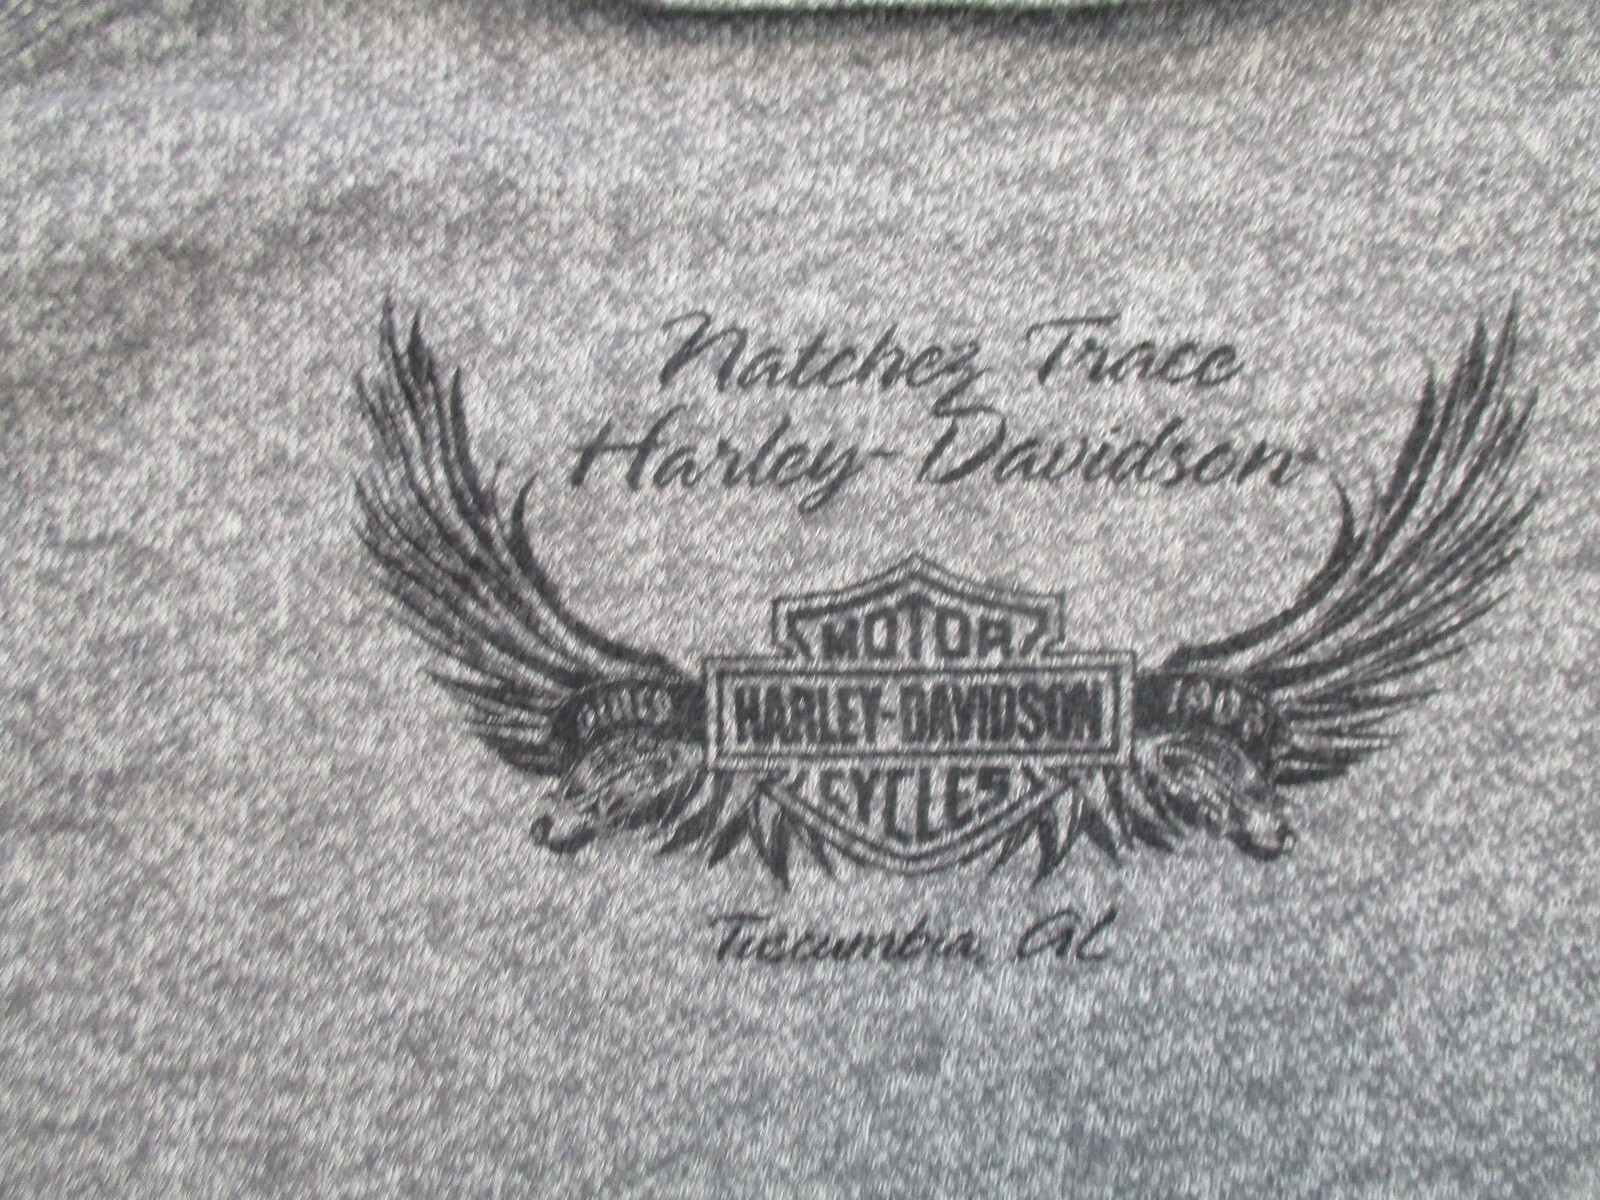 Natchez Trace
Harley-Davidson
MOTOR
HARLEY-DAVIDSON
CYCLES
Tuscumbia, AL